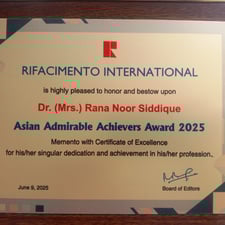 R
RIFACIMENTO INTERNATIONAL
is highly pleased to honor and bestow upon
Dr. (Mrs.) Rana Noor Siddique
Asian Admirable Achievers Award 2025
Memento with Certificate of Excellence
for his/her singular dedication and achievement in his/her profession.
June 9, 2025
Board of Editors